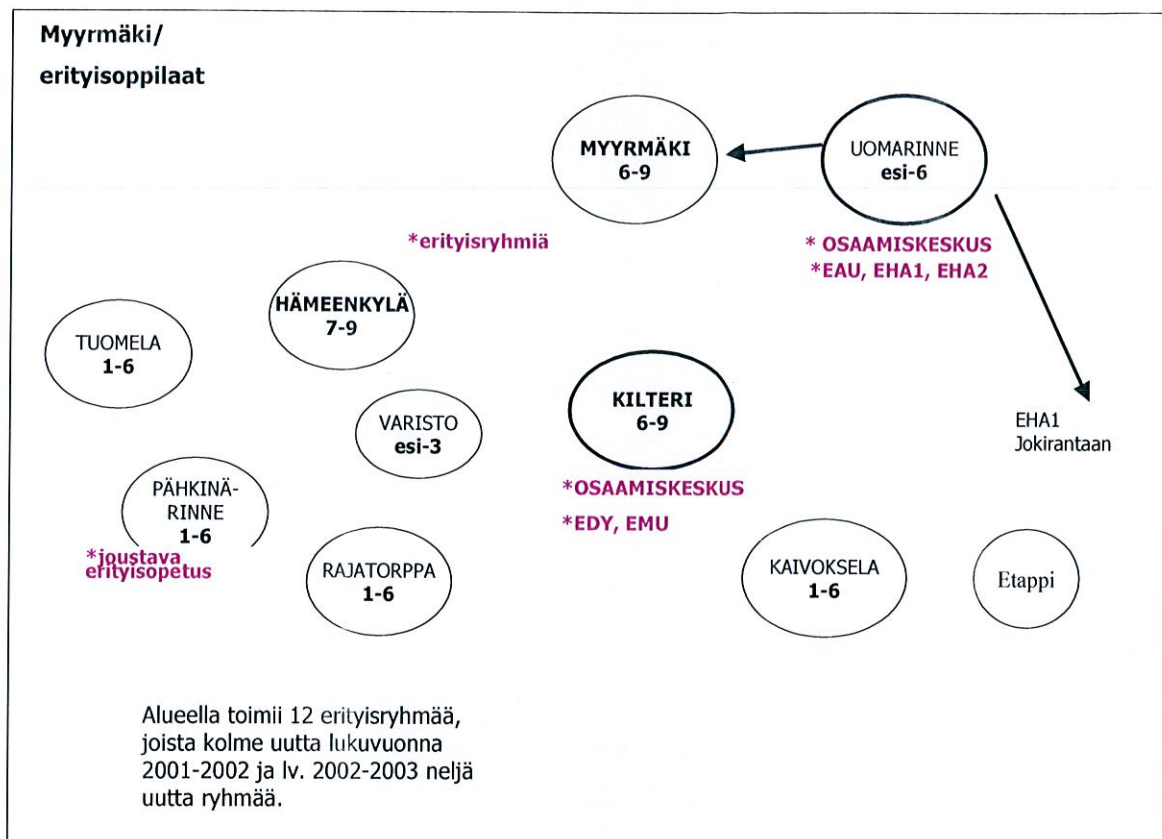 Myyrmäki/
erityisoppilaat
MYYRMÄKI
6-9
UOMARINNE
esi-6
*erityisryhmiä
* OSAAMISKESKUS
*EAU, EHA1, EHA2
HÄMEENKYLÄ
7-9
TUOMELA
1-6
VARISTO
esi-3
KILTERI
6-9
EHA1
Jokirantaan
PÄHKINÄ-
RINNE
1-6
*joustava
erityisopetus
*OSAAMISKESKUS
*EDY, EMU
RAJATORPPA
1-6
KAIVOKSELA
1-6
Etappi
Alueella toimii 12 erityisryhmää,
joista kolme uutta lukuvuonna
2001-2002 ja lv. 2002-2003 neljä
uutta ryhmää.